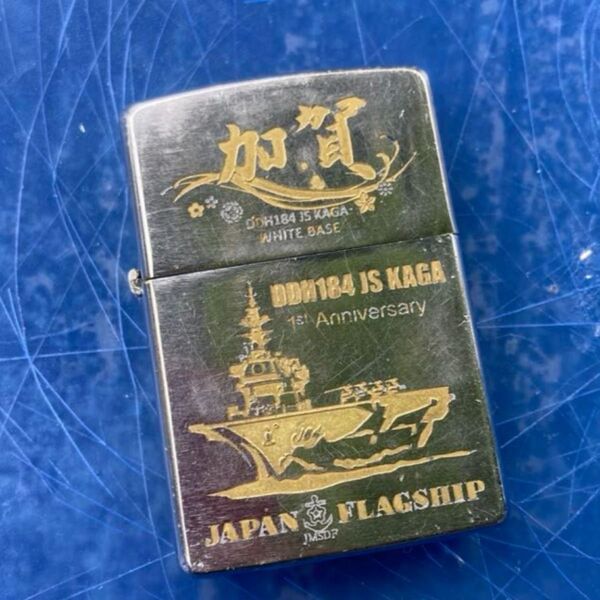 加賀
DDH184 JS KAGA
WHITE BASE
DDH184 JS KAGA
1st Anniversary
JAPAN FLAGSHIP
JMSDF